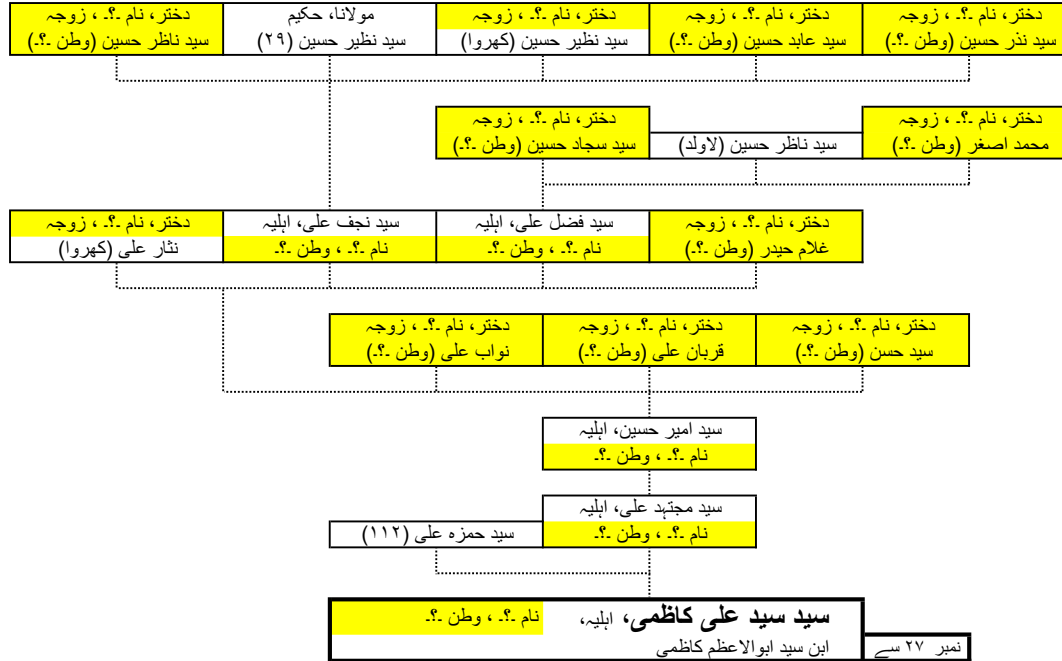 دختر، نام ـ؟ـ ، زوجہ
سید نذر حسین (وطن ـ؟ـ)
دختر، نام ـ؟ـ ، زوجہ
سید عابد حسین (وطن ـ؟ـ)
دختر، نام ـ؟ـ ، زوجہ
سید نظیر حسین (کھروا)
مولانا، حکیم
سید نظیر حسین (۲۹)
دختر، نام ـ؟ـ ، زوجہ
سید ناظر حسین (وطن ـ؟ـ)
دختر، نام ـ؟ـ ، زوجہ
محمد اصغر (وطن ـ؟ـ)
سید ناظر حسین (لاولد)
دختر، نام ـ؟ـ ، زوجہ
سید سجاد حسین (وطن ـ؟ـ)
دختر، نام ـ؟ـ ، زوجہ
غلام حیدر (وطن ـ؟ـ)
سید فضل علی، اہلیہ
نام ـ؟ـ ، وطن ـ؟ـ
سید نجف علی، اہلیہ
نام ـ؟ـ ، وطن ـ؟ـ
دختر، نام ـ؟ـ ، زوجہ
نثار علی (کھروا)
دختر، نام ـ؟ـ ، زوجہ
سید حسن (وطن ـ؟ـ)
دختر، نام ـ؟ـ ، زوجہ
قربان علی (وطن ـ؟ـ)
دختر، نام ـ؟ـ ، زوجہ
نواب علی (وطن ـ؟ـ)
سید امیر حسین، اہلیہ
نام ـ؟ـ ، وطن ـ؟ـ
سید مجتہد علی، اہلیہ
نام ـ؟ـ ، وطن ـ؟ـ
سید حمزہ علی (۱۱۲)
سید سید علی کاظمی، اہلیہ، نام ـ؟ـ ، وطن ـ؟ـ
نمبر ۲۷ سے
ابن سید ابوالاعظم کاظمی